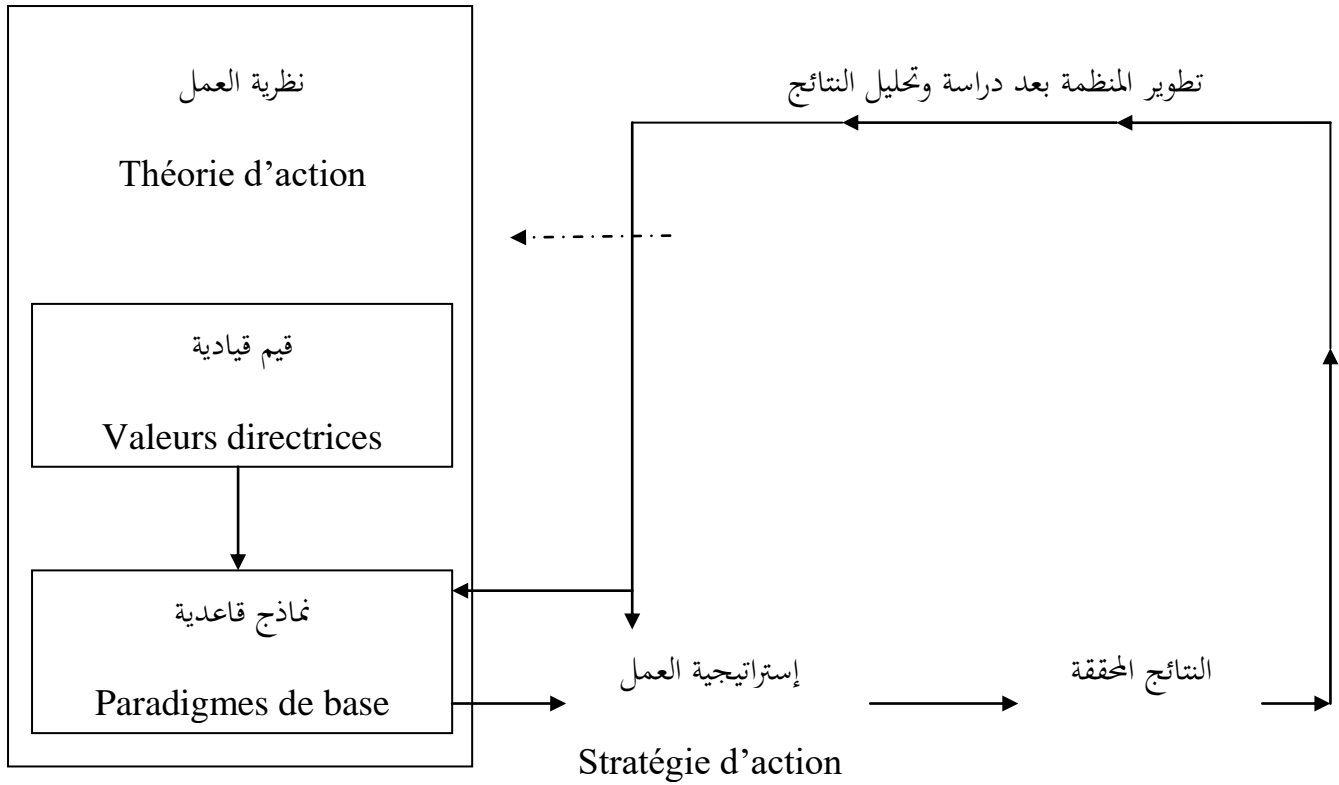 نظرية العمل
Théorie d’action
تطوير المنظمة بعد دراسة وتحليل النتائج
قيم قيادية
Valeurs directrices
نماذج قاعدية
Paradigmes de base
إستراتيجية العمل
Stratégie d’action
النتائج المحققة